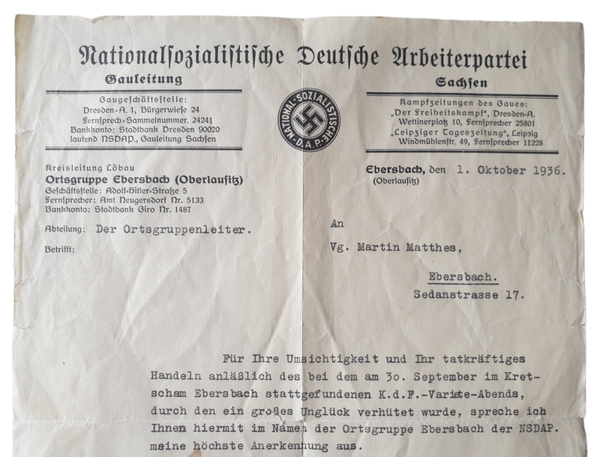 Nationalsozialistische Deutsche Arbeiterpartei
Gauleitung
Sachsen
Gaugeschäftsstelle:
Dresden-A. 1, Bürgerwiese 24
Fernsprech-Sammelnummer. 24241
Bankkonto: Stadtbank Dresden 90020
lautend NSDAP., Gauleitung Sachsen
NATIONAL-SOZIALISTISCHE
D.A.P.
Kampfzeitungen des Gaues:
„Der Freiheitskampf", Dresden-A.
Wettinerplatz 10, Fernsprecher 25801
„Leipziger Tageszeitung", Leipzig
Windmühlenstr. 49, Fernsprecher 11228
Kreisleitung Löbau
Ortsgruppe Ebersbach (Oberlausitz)
Geschäftsstelle: Adolf-Hitler-Straße 5
Fernsprecher: Amt Neugersdorf Nr. 5133
Bankkonto: Stadtbank Giro Nr. 1487
Ebersbach, den 1. Oktober 1936.
(Oberlausitz)
Abteilung: Der Ortsgruppenleiter.
Betrifft:
An
Vg. Martin Matthes,
Ebersbach.
Sedanstrasse 17.
Für Ihre Umsichtigkeit und Ihr tatkräftiges
Handeln anläßlich des bei dem am 30. September im Kret-
scham Ebersbach stattgefundenen K.d.F.-Variete-Abends,
durch den ein großes Unglück verhütet wurde, spreche ich
Ihnen hiermit im Namen der Ortsgruppe Ebersbach der NSDAP.
meine höchste Anerkennung aus.